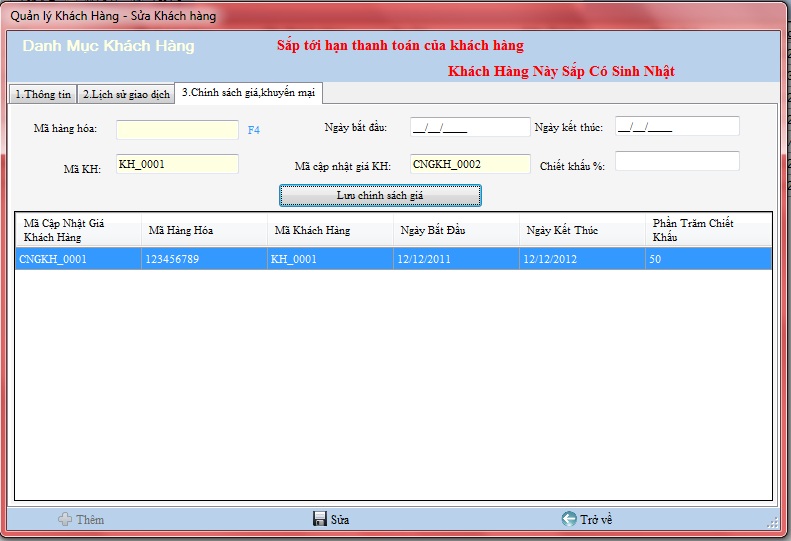 Quản lý Khách Hàng - Sửa Khách hàng
Danh Mục Khách Hàng
Sắp tới hạn thanh toán của khách hàng
Khách Hàng Này Sắp Có Sinh Nhật
1.Thông tin 2.Lịch sử giao dịch 3.Chính sách giá,khuyến mại
Mã hàng hóa: F4 Ngày bắt đầu: __/__/____ Ngày kết thúc: __/__/____
Mã KH: KH_0001 Mã cập nhật giá KH: CNGKH_0002 Chiết khấu %:
Lưu chính sách giá
Mã Cập Nhật Giá Khách Hàng Mã Hàng Hóa Mã Khách Hàng Ngày Bắt Đầu Ngày Kết Thúc Phần Trăm Chiết Khấu
CNGKH_0001 123456789 KH_0001 12/12/2011 12/12/2012 50
Thêm Sửa Trở về